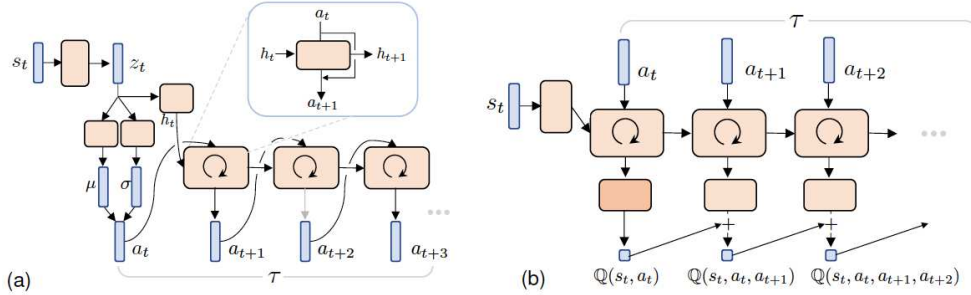 s_t
z_t
h_t
μ
σ
a_t
a_{t+1}
a_{t+2}
a_{t+3}
...
τ
a_t
h_t
h_{t+1}
a_{t+1}
(a)
τ
a_t
a_{t+1}
a_{t+2}
s_t
...
+
+
ℚ(s_t, a_t)
ℚ(s_t, a_t, a_{t+1})
ℚ(s_t, a_t, a_{t+1}, a_{t+2})
(b)